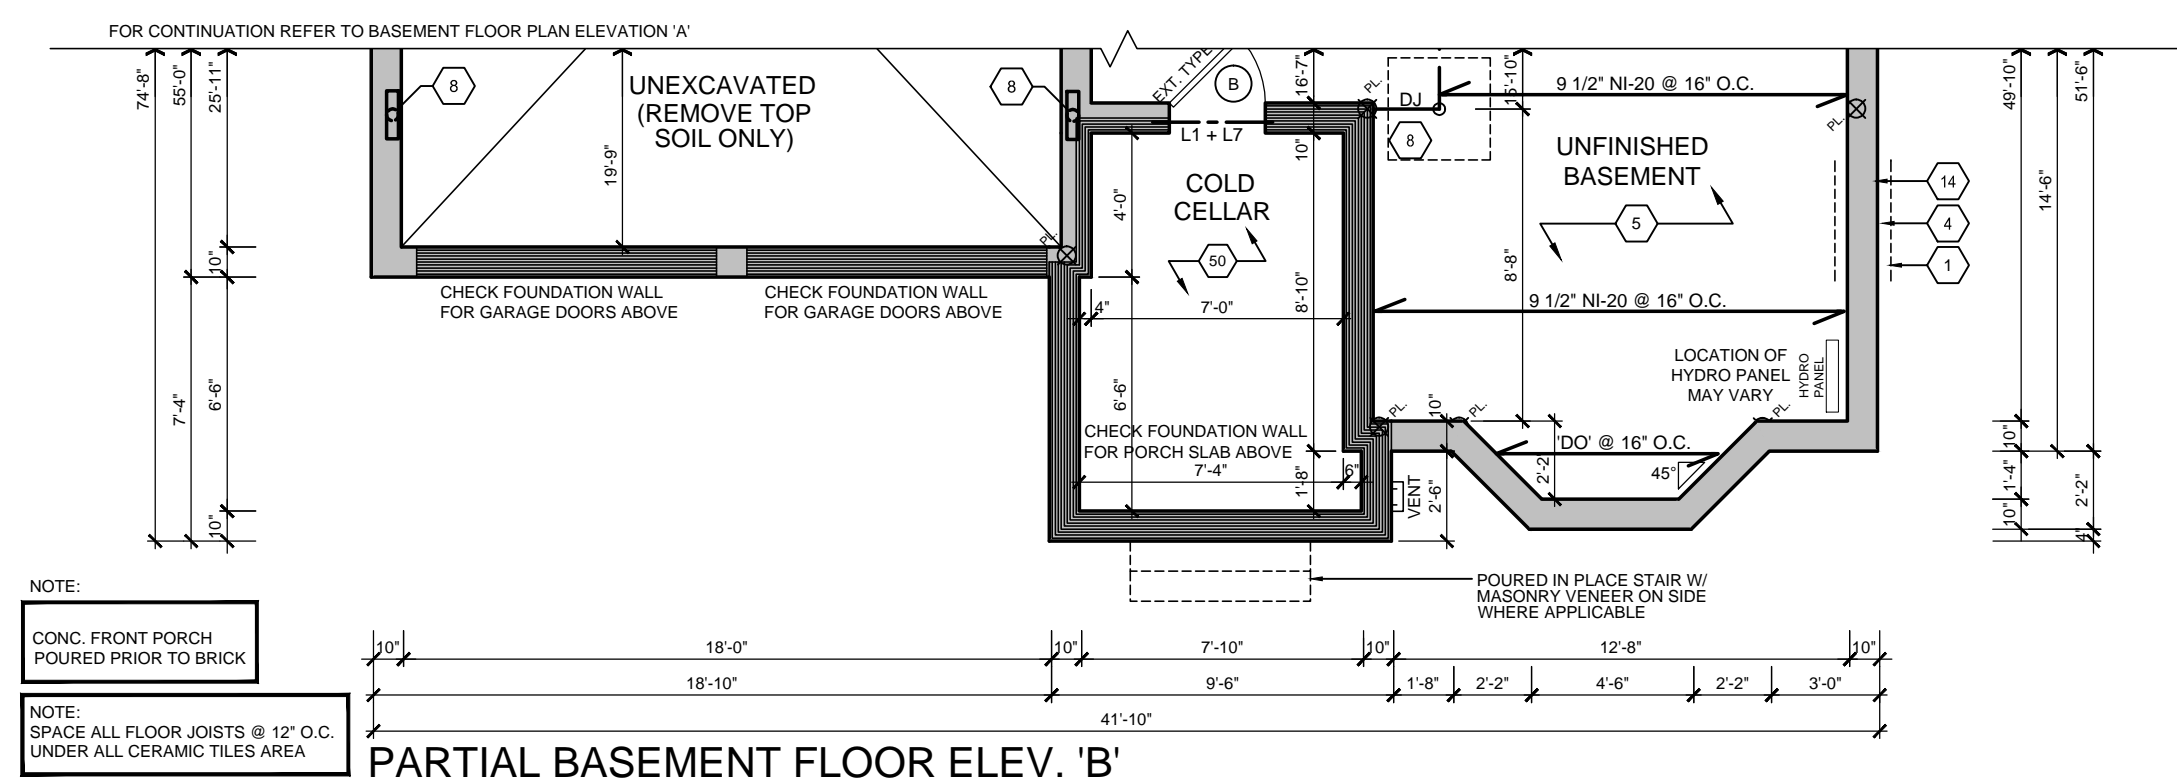 FOR CONTINUATION REFER TO BASEMENT FLOOR PLAN ELEVATION 'A'
74'-8"
55'-0"
25'-11"
10"
7'-4"
6'-6"
10"
8
UNEXCAVATED
(REMOVE TOP
SOIL ONLY)
19'-9"
8
PL.
CHECK FOUNDATION WALL
FOR GARAGE DOORS ABOVE
CHECK FOUNDATION WALL
FOR GARAGE DOORS ABOVE
EXT. TYPE
B
L1 + L7
16'-7"
10"
PL.
DJ
8
COLD
CELLAR
50
4'-0"
8'-10"
4"
7'-0"
6'-6"
CHECK FOUNDATION WALL
FOR PORCH SLAB ABOVE
7'-4"
6"
1'-8"
15'-10"
9 1/2" NI-20 @ 16" O.C.
PL.
UNFINISHED
BASEMENT
5
8'-8"
9 1/2" NI-20 @ 16" O.C.
LOCATION OF
HYDRO PANEL
MAY VARY
HYDRO
PANEL
PL.
10"
PL.
PL.
'DO' @ 16" O.C.
2'-2"
45°
VENT
2'-6"
14
4
1
49'-10"
14'-6"
51'-6"
10"
1'-4"
10"
2'-2"
4"
POURED IN PLACE STAIR W/
MASONRY VENEER ON SIDE
WHERE APPLICABLE
NOTE:
CONC. FRONT PORCH
POURED PRIOR TO BRICK
NOTE:
SPACE ALL FLOOR JOISTS @ 12" O.C.
UNDER ALL CERAMIC TILES AREA
10" 18'-0" 10" 7'-10" 10" 12'-8" 10"
18'-10" 9'-6" 1'-8" 2'-2" 4'-6" 2'-2" 3'-0"
41'-10"
PARTIAL BASEMENT FLOOR ELEV. 'B'